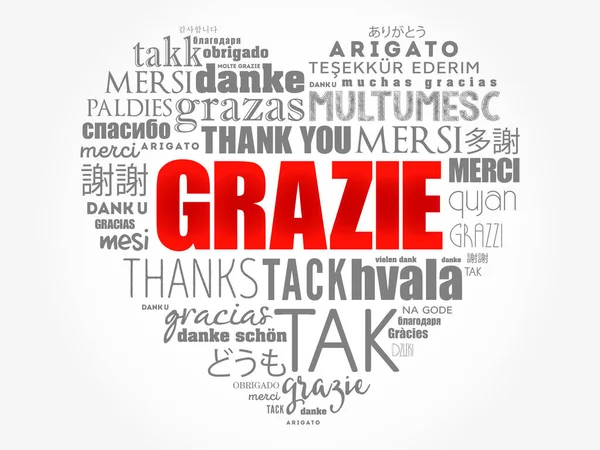 감사합니다
благодаря
ありがとう
takk
obrigado
ARIGATO
MOLTE GRAZIE
TEŞEKKÜR EDERIM
MERSI
danke
DANKU
muchas gracias
PALDIES
grazas
MULTUMESC
спасибо
THANK YOU
MERSI
多謝
merci
ARIGATO
謝謝
GRAZIE
MERCI
qujan
DANKU
GRACIAS
GRAZZI
mesi
THANKS
TACK
hvala
vielen dank
danke
謝謝
TAK
DANKU
gracias
TAK
NA GODE
благодаря
danke schön
Gràcies
どうも
DZIĘKI
OBRIGADO
grazie
merci
TACK
danke
ARIGATO